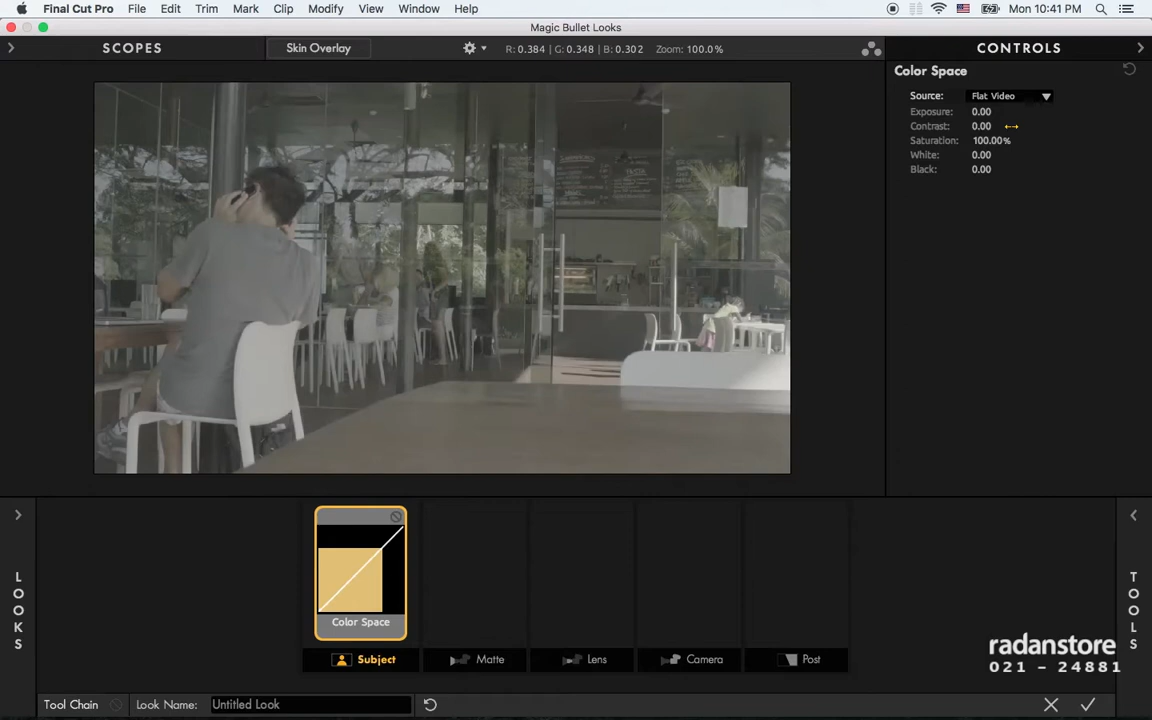 Final Cut Pro File Edit Trim Mark Clip Modify View Window Help Mon 10:41 PM
Magic Bullet Looks
SCOPES Skin Overlay R: 0.384 | G: 0.348 | B: 0.302 Zoom: 100.0% CONTROLS
Color Space
Source: Flat Video
Exposure: 0.00
Contrast: 0.00
Saturation: 100.00%
White: 0.00
Black: 0.00
LOOKS
TOOLS
Color Space
Subject Matte Lens Camera Post
radanstore
021 - 24881
Tool Chain Look Name: Untitled Look